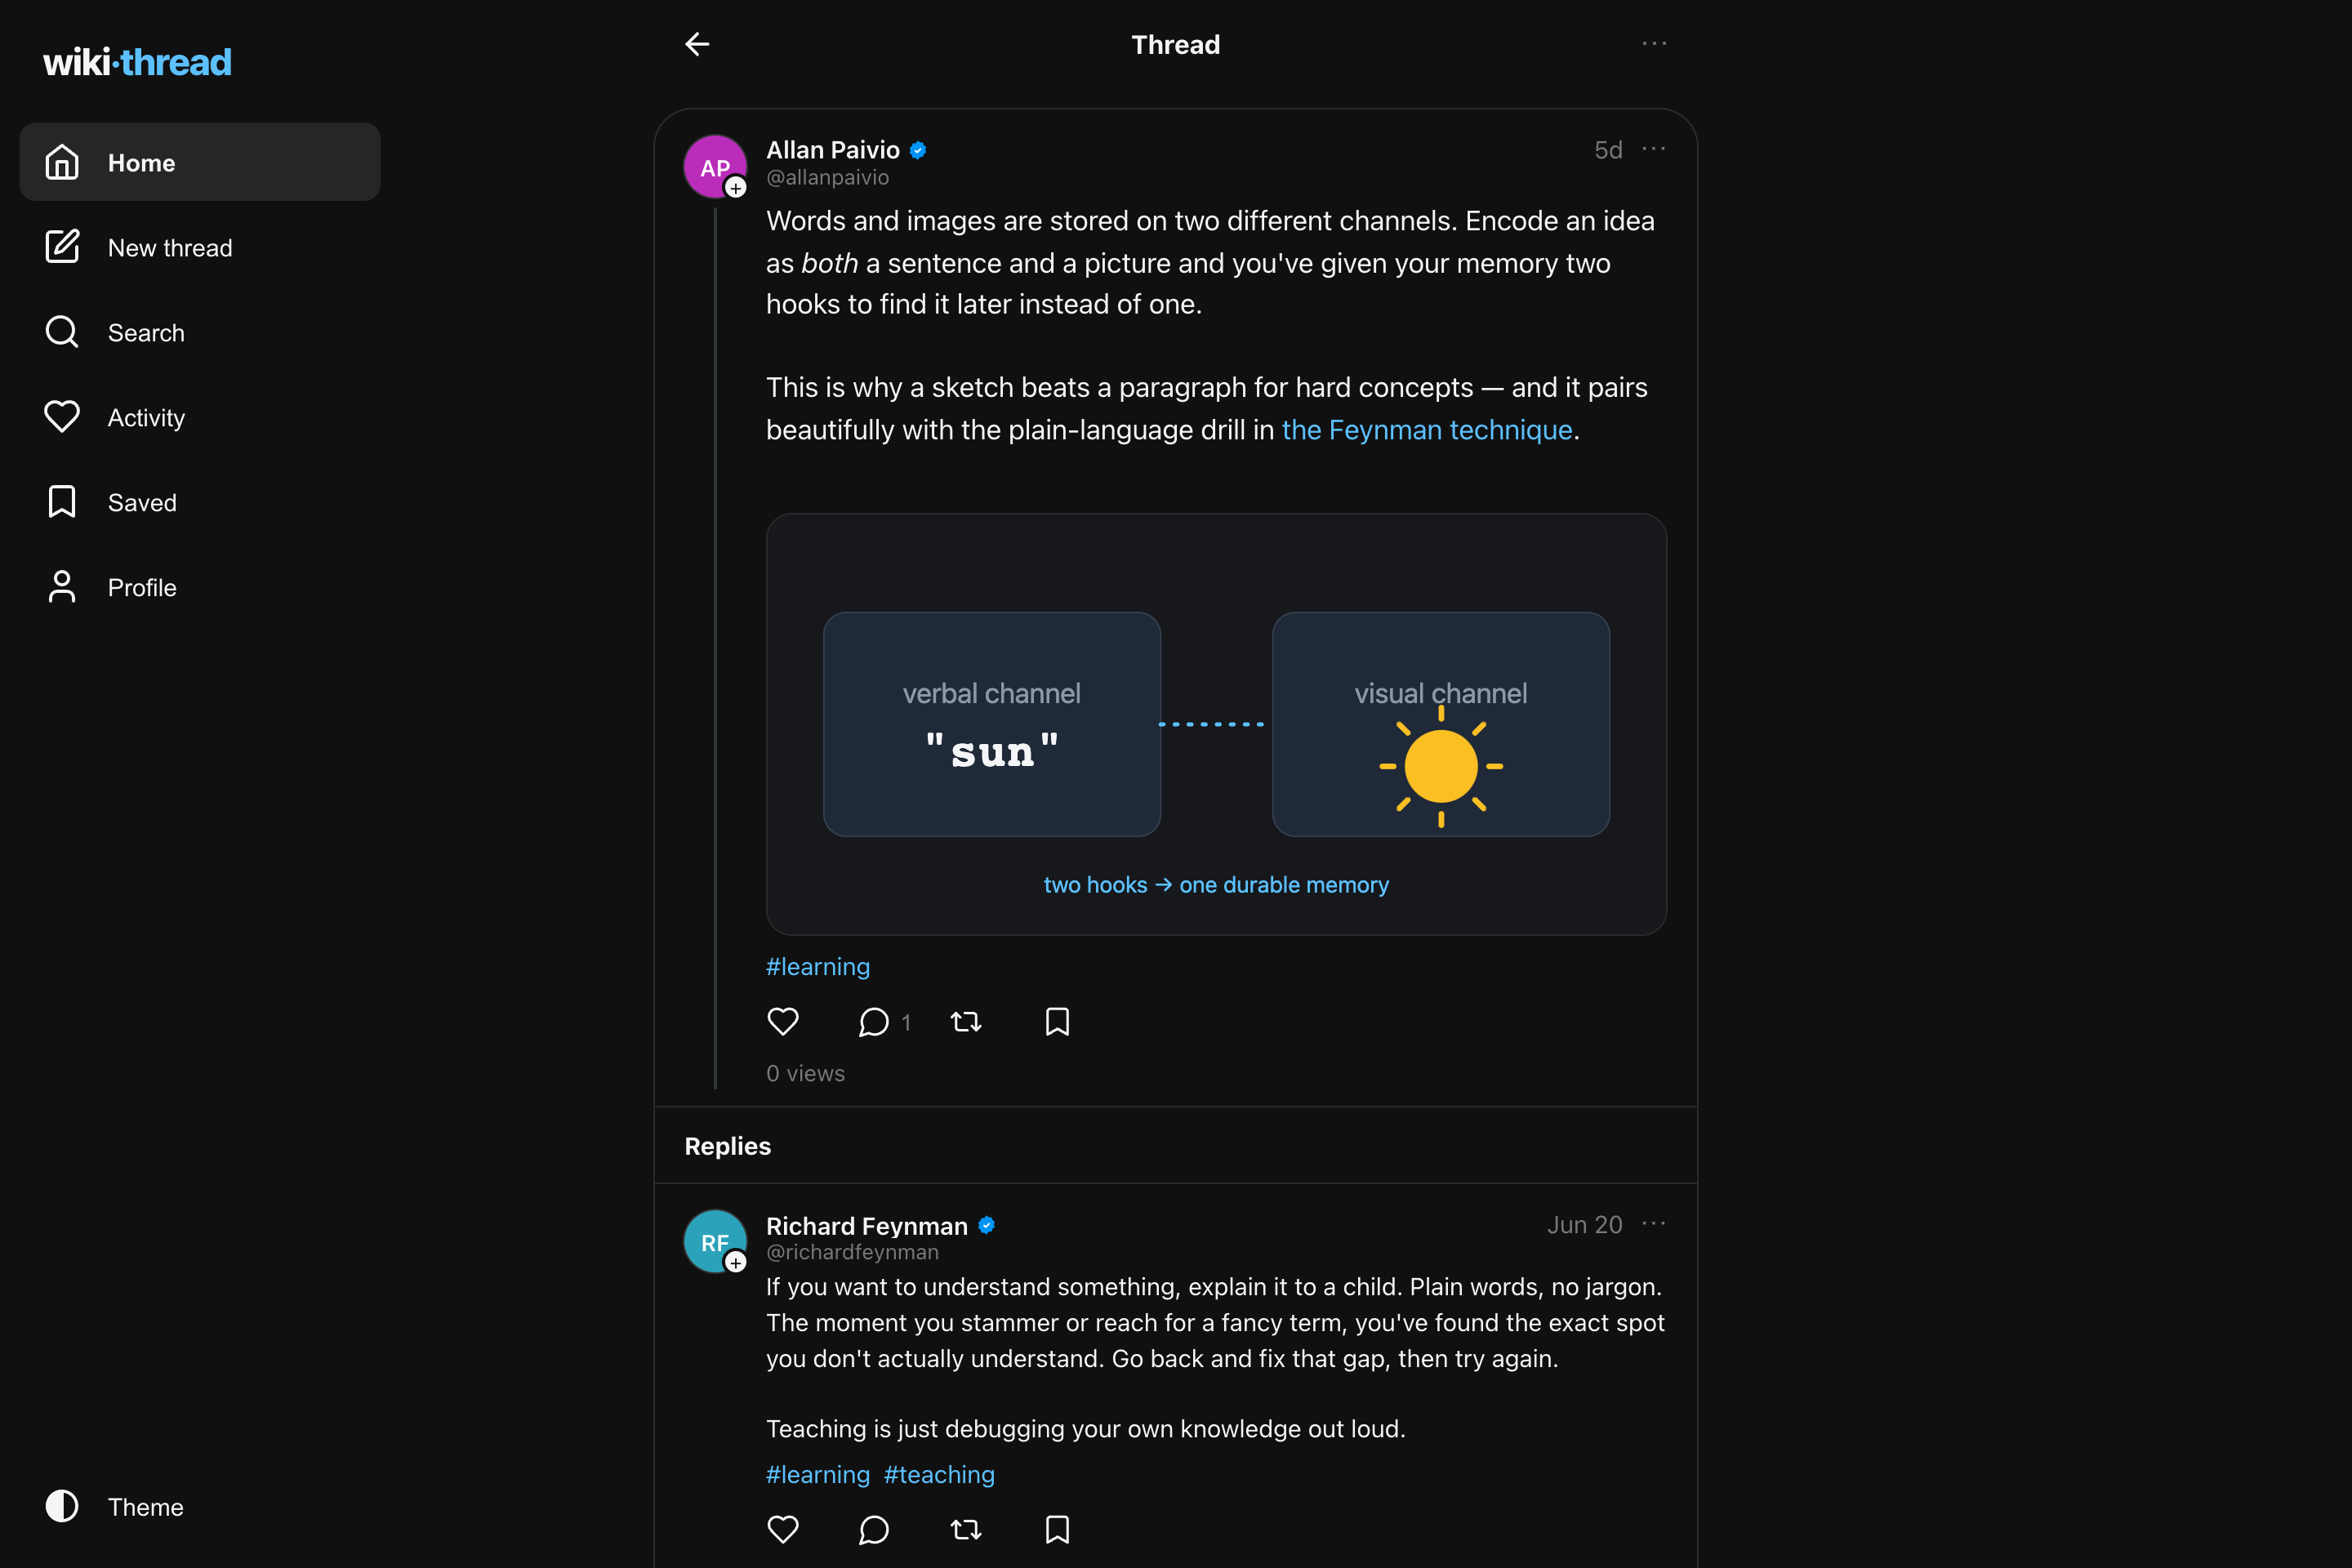 wiki·thread
Home
New thread
Search
Activity
Saved
Profile
Theme
Thread
AP
Allan Paivio
@allanpaivio
5d
Words and images are stored on two different channels. Encode an idea
as both a sentence and a picture and you've given your memory two
hooks to find it later instead of one.
This is why a sketch beats a paragraph for hard concepts — and it pairs
beautifully with the plain-language drill in the Feynman technique.
verbal channel
"sun"
visual channel
two hooks → one durable memory
#learning
1
0 views
Replies
RF
Richard Feynman
@richardfeynman
Jun 20
If you want to understand something, explain it to a child. Plain words, no jargon.
The moment you stammer or reach for a fancy term, you've found the exact spot
you don't actually understand. Go back and fix that gap, then try again.
Teaching is just debugging your own knowledge out loud.
#learning #teaching